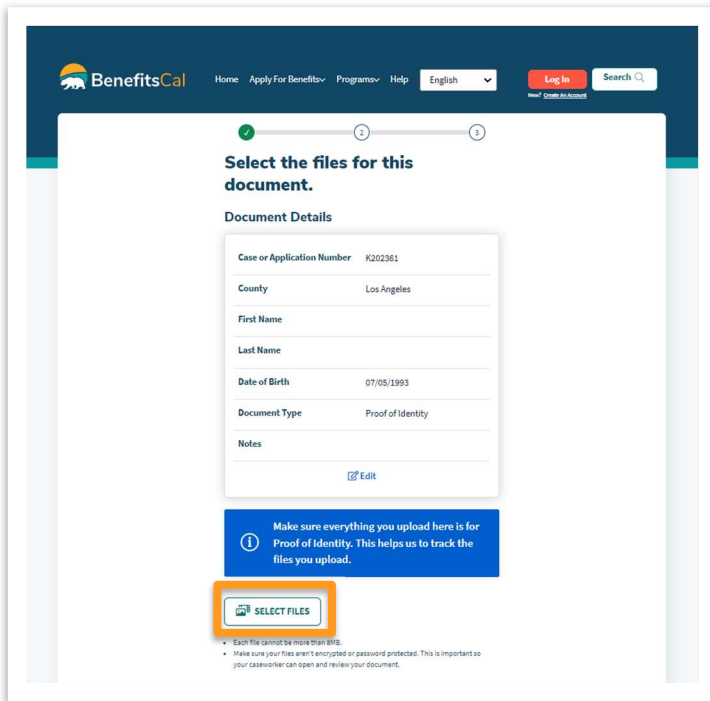 BenefitsCal
Home Apply For Benefits Programs Help English
Log In
Search
New? Create An Account
2 3
Select the files for this
document.
Document Details
Case or Application Number K202361
County Los Angeles
First Name
Last Name
Date of Birth 07/05/1993
Document Type Proof of Identity
Notes
Edit
Make sure everything you upload here is for
Proof of Identity. This helps us to track the
files you upload.
SELECT FILES
• Each file cannot be more than 8MB.
• Make sure your files aren't encrypted or password protected. This is important so
your caseworker can open and review your document.